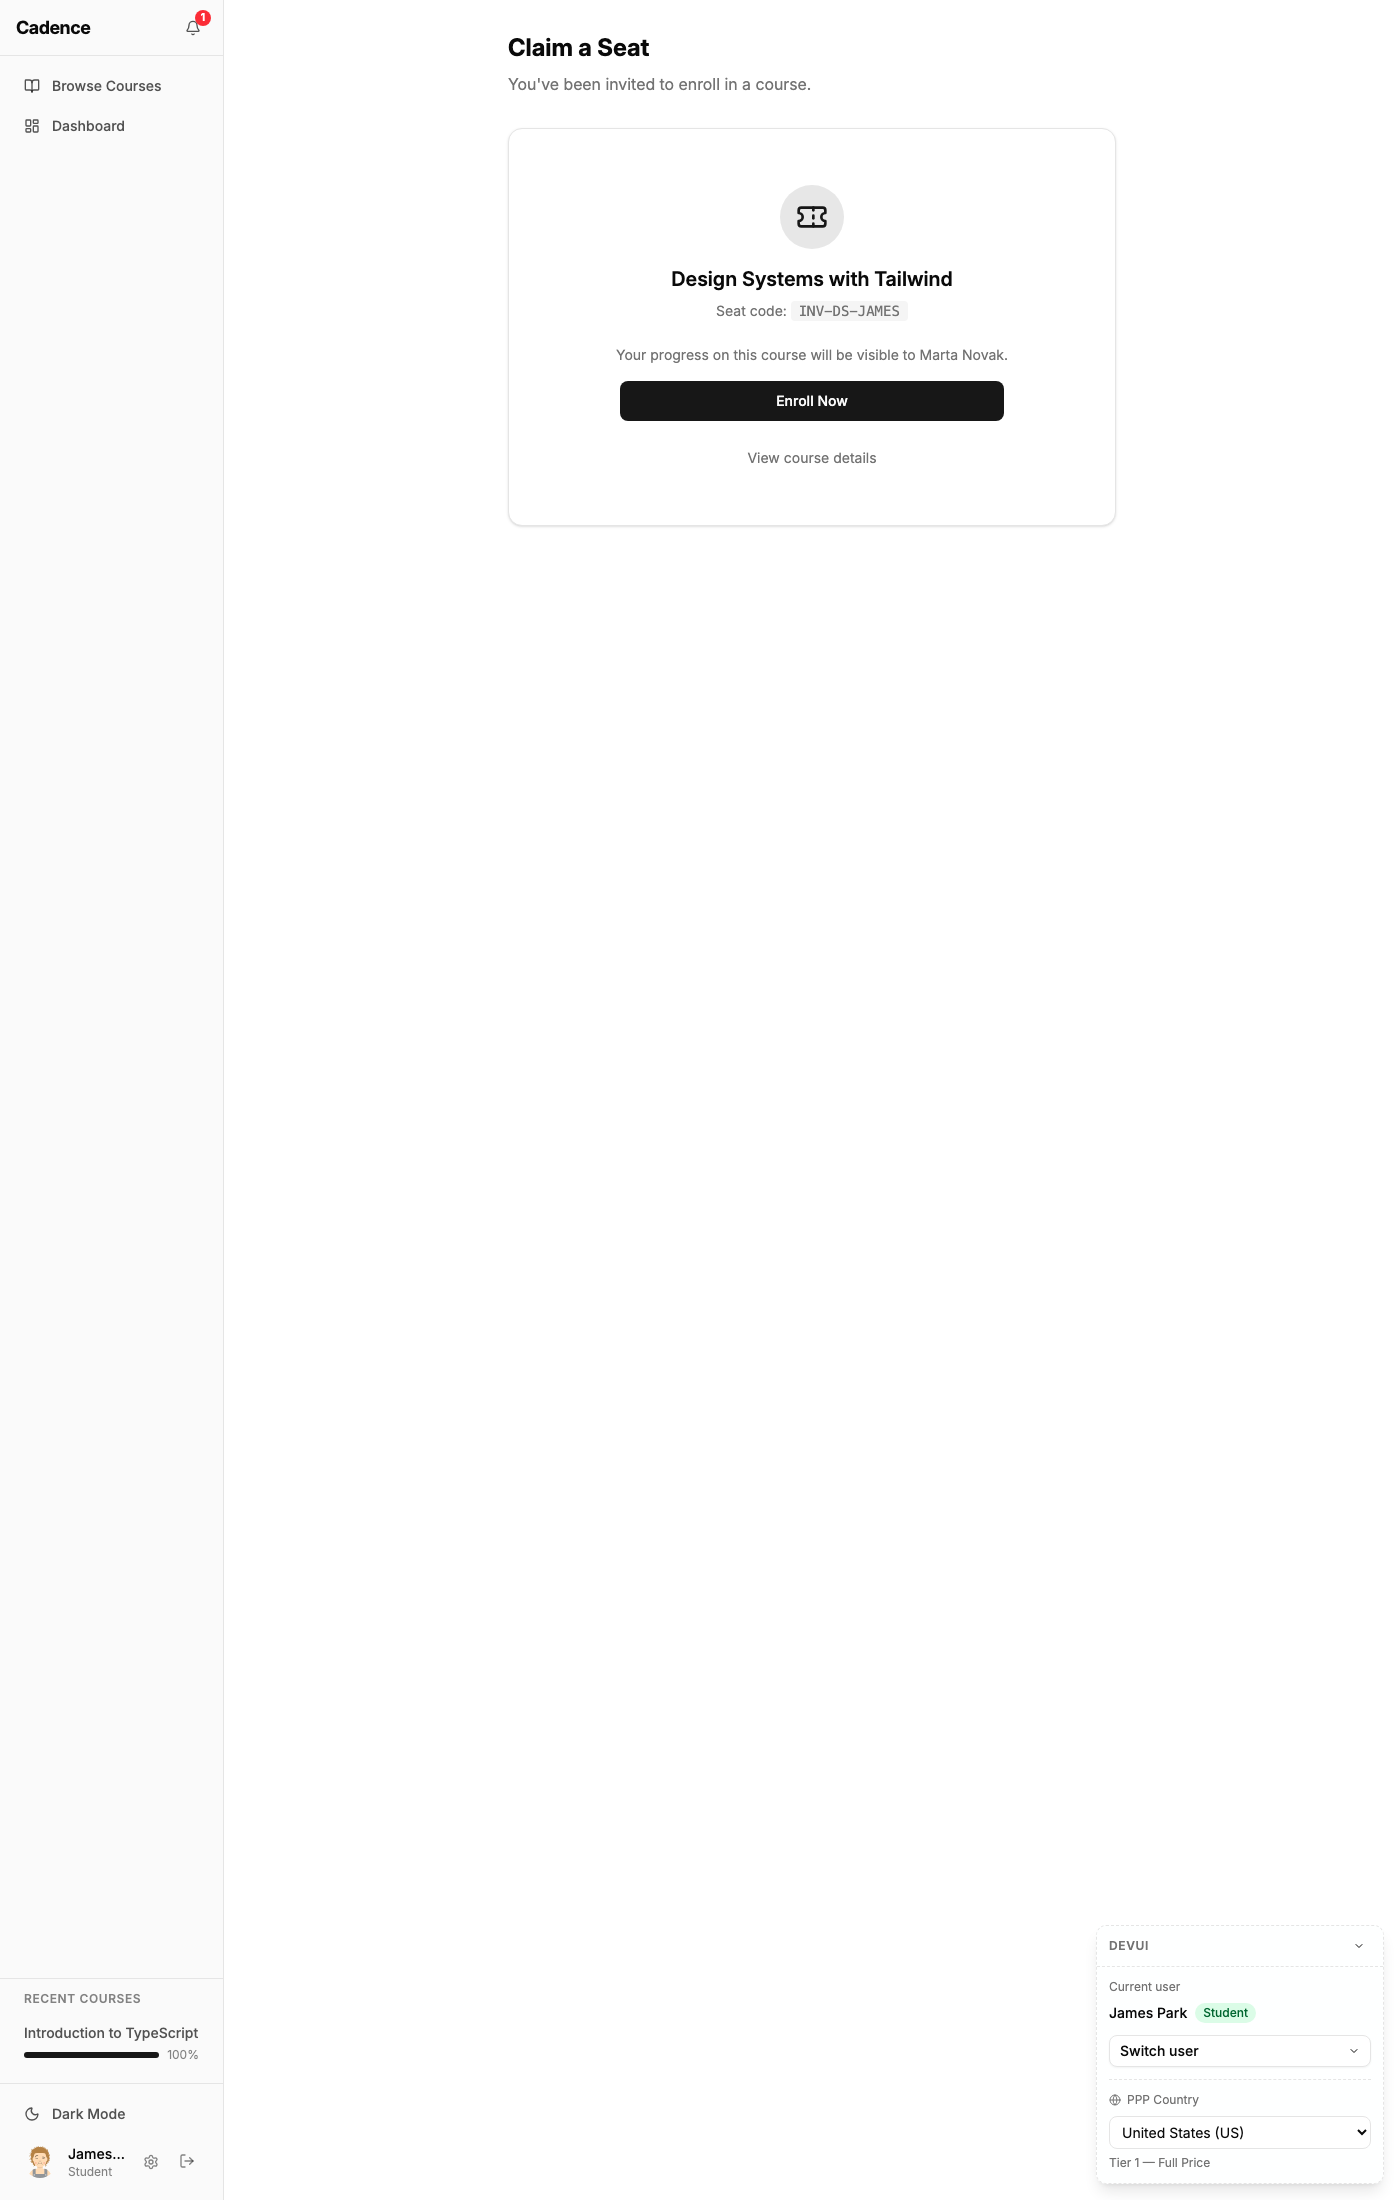 Cadence
1
Browse Courses
Dashboard
Claim a Seat
You've been invited to enroll in a course.
Design Systems with Tailwind
Seat code: INV-DS-JAMES
Your progress on this course will be visible to Marta Novak.
Enroll Now
View course details
RECENT COURSES
Introduction to TypeScript
100%
Dark Mode
James...
Student
DEVUI
Current user
James Park Student
Switch user
PPP Country
United States (US)
Tier 1 — Full Price